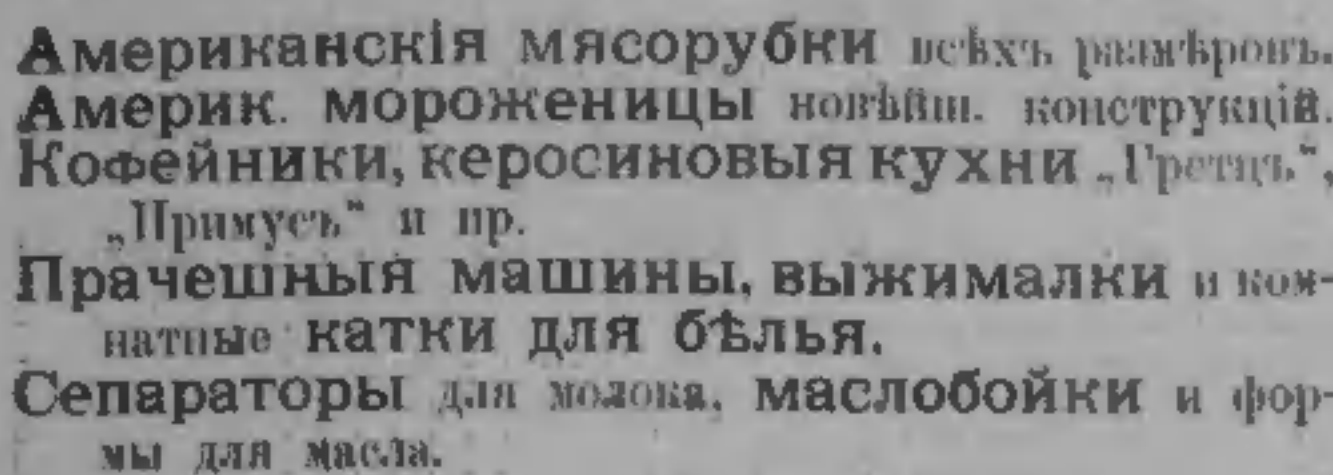 Американскія мясорубки всѣхъ размѣровъ.
Америк. мороженицы новѣйш. конструкцій.
Кофейники, керосиновыя кухни „Гретцъ“,
„Примусъ“ и пр.
Прачешныя машины, выжималки и ком-
натные катки для бѣлья.
Сепараторы для молока, маслобойки и фор-
мы для масла.